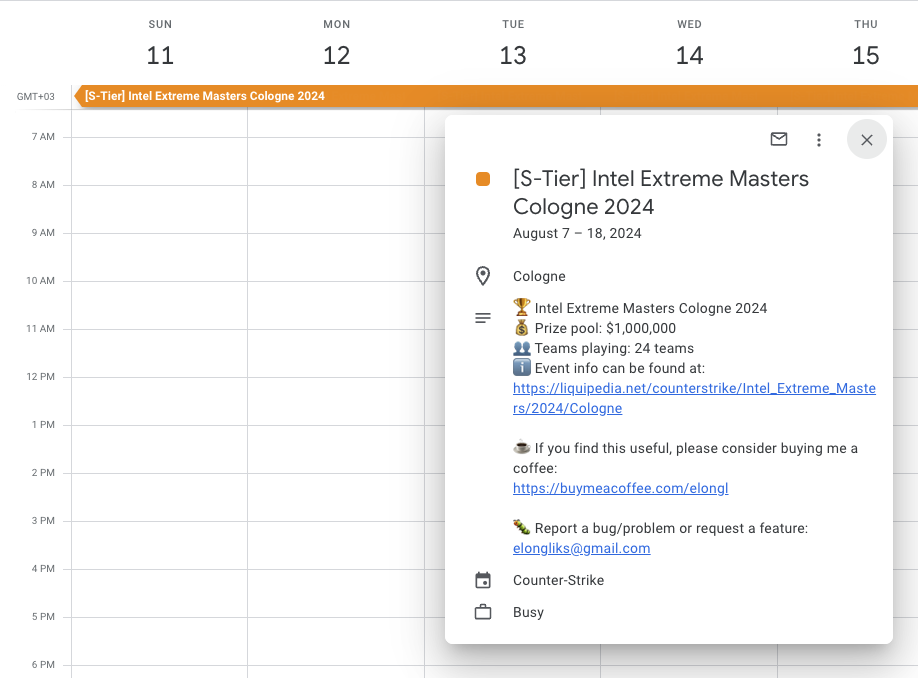 SUN MON TUE WED THU
11 12 13 14 15
GMT+03
[S-Tier] Intel Extreme Masters Cologne 2024
7 AM
8 AM
9 AM
10 AM
11 AM
12 PM
1 PM
2 PM
3 PM
4 PM
5 PM
6 PM
[S-Tier] Intel Extreme Masters
Cologne 2024
August 7 – 18, 2024
Cologne
🏆 Intel Extreme Masters Cologne 2024
💰 Prize pool: $1,000,000
👥 Teams playing: 24 teams
ℹ️ Event info can be found at:
https://liquipedia.net/counterstrike/Intel_Extreme_Maste
rs/2024/Cologne
☕ If you find this useful, please consider buying me a
coffee:
https://buymeacoffee.com/elongl
🐛 Report a bug/problem or request a feature:
elongliks@gmail.com
Counter-Strike
Busy